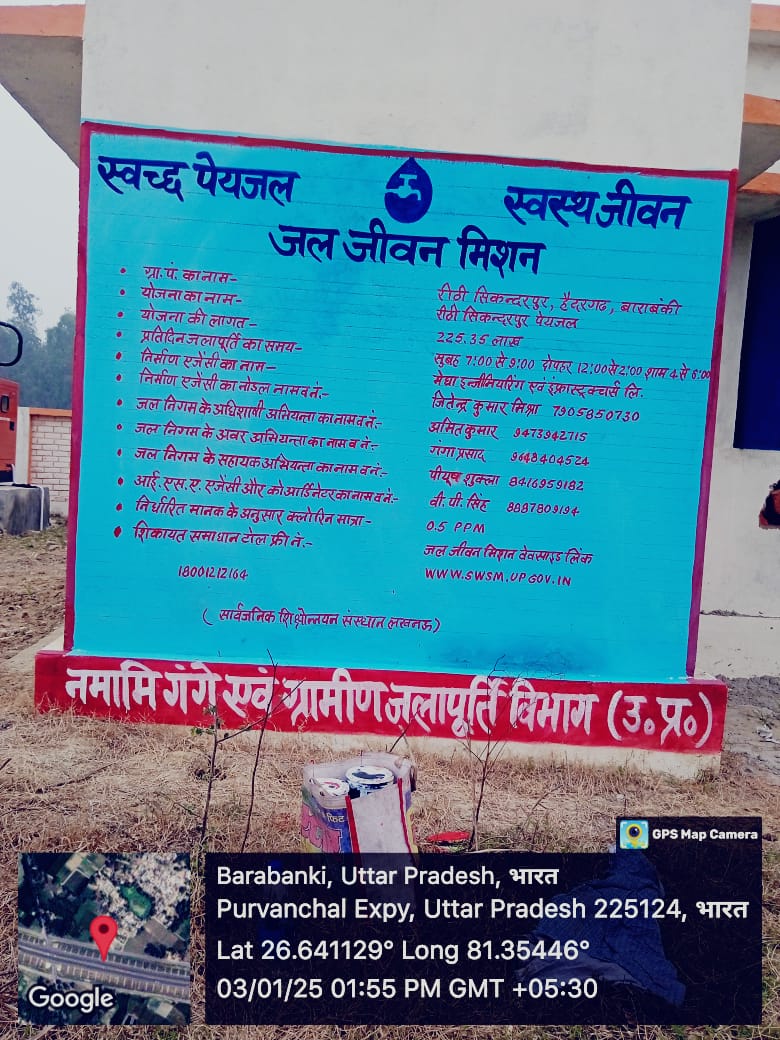 स्वच्छ पेयजल
स्वस्थ जीवन
जल जीवन मिशन
• ग्रा. पं. का नाम- रीठी सिकन्दरपुर, हैदरगढ, बाराबंकी
• योजना का नाम- रीठी सिकन्दरपुर पेयजल
• योजना की लागत- 225.35 लाख
• प्रतिदिन जलापूर्ति का समय- सुबह 7:00 से 9:00 दोपहर 12:00 से 2:00 शाम 4 से 6:00
• निर्माण एजेंसी का नाम- मेघा इन्जीनियरिंग एवं इंफ्रास्ट्रक्चर्स लि.
• निर्माण एजेंसी का नोडल नाम व नं:- जितेन्द्र कुमार मिश्रा 7905850730
• जल निगम के अधिशाषी अभियन्ता का नाम व नं:- अमित कुमार 9473942715
• जल निगम के अवर अभियन्ता का नाम व नं:- गंगा प्रसाद 9648404524
• जल निगम के सहायक अभियन्ता का नाम व नं:- पीयूष शुक्ला 8416959182
• आई. एस. ए. एजेंसी और को आर्डिनेटर का नाम व नं:- वी. पी. सिंह 8887809194
• निर्धारित मानक के अनुसार क्लोरिन मात्रा- 0.5 PPM
• शिकायत समाधान टोल फ्री नं.- जल जीवन मिशन वेवसाइड लिंक
18001212164 WWW.SWSM.UP.GOV.IN
( सार्वजनिक शिक्षोन्नयन संस्थान लखनऊ)
नमामि गंगे एवं ग्रामीण जलापूर्ति विभाग (उ॰प्र॰)
GPS Map Camera
Barabanki, Uttar Pradesh, भारत
Purvanchal Expy, Uttar Pradesh 225124, भारत
Lat 26.641129° Long 81.35446°
03/01/25 01:55 PM GMT +05:30
Google